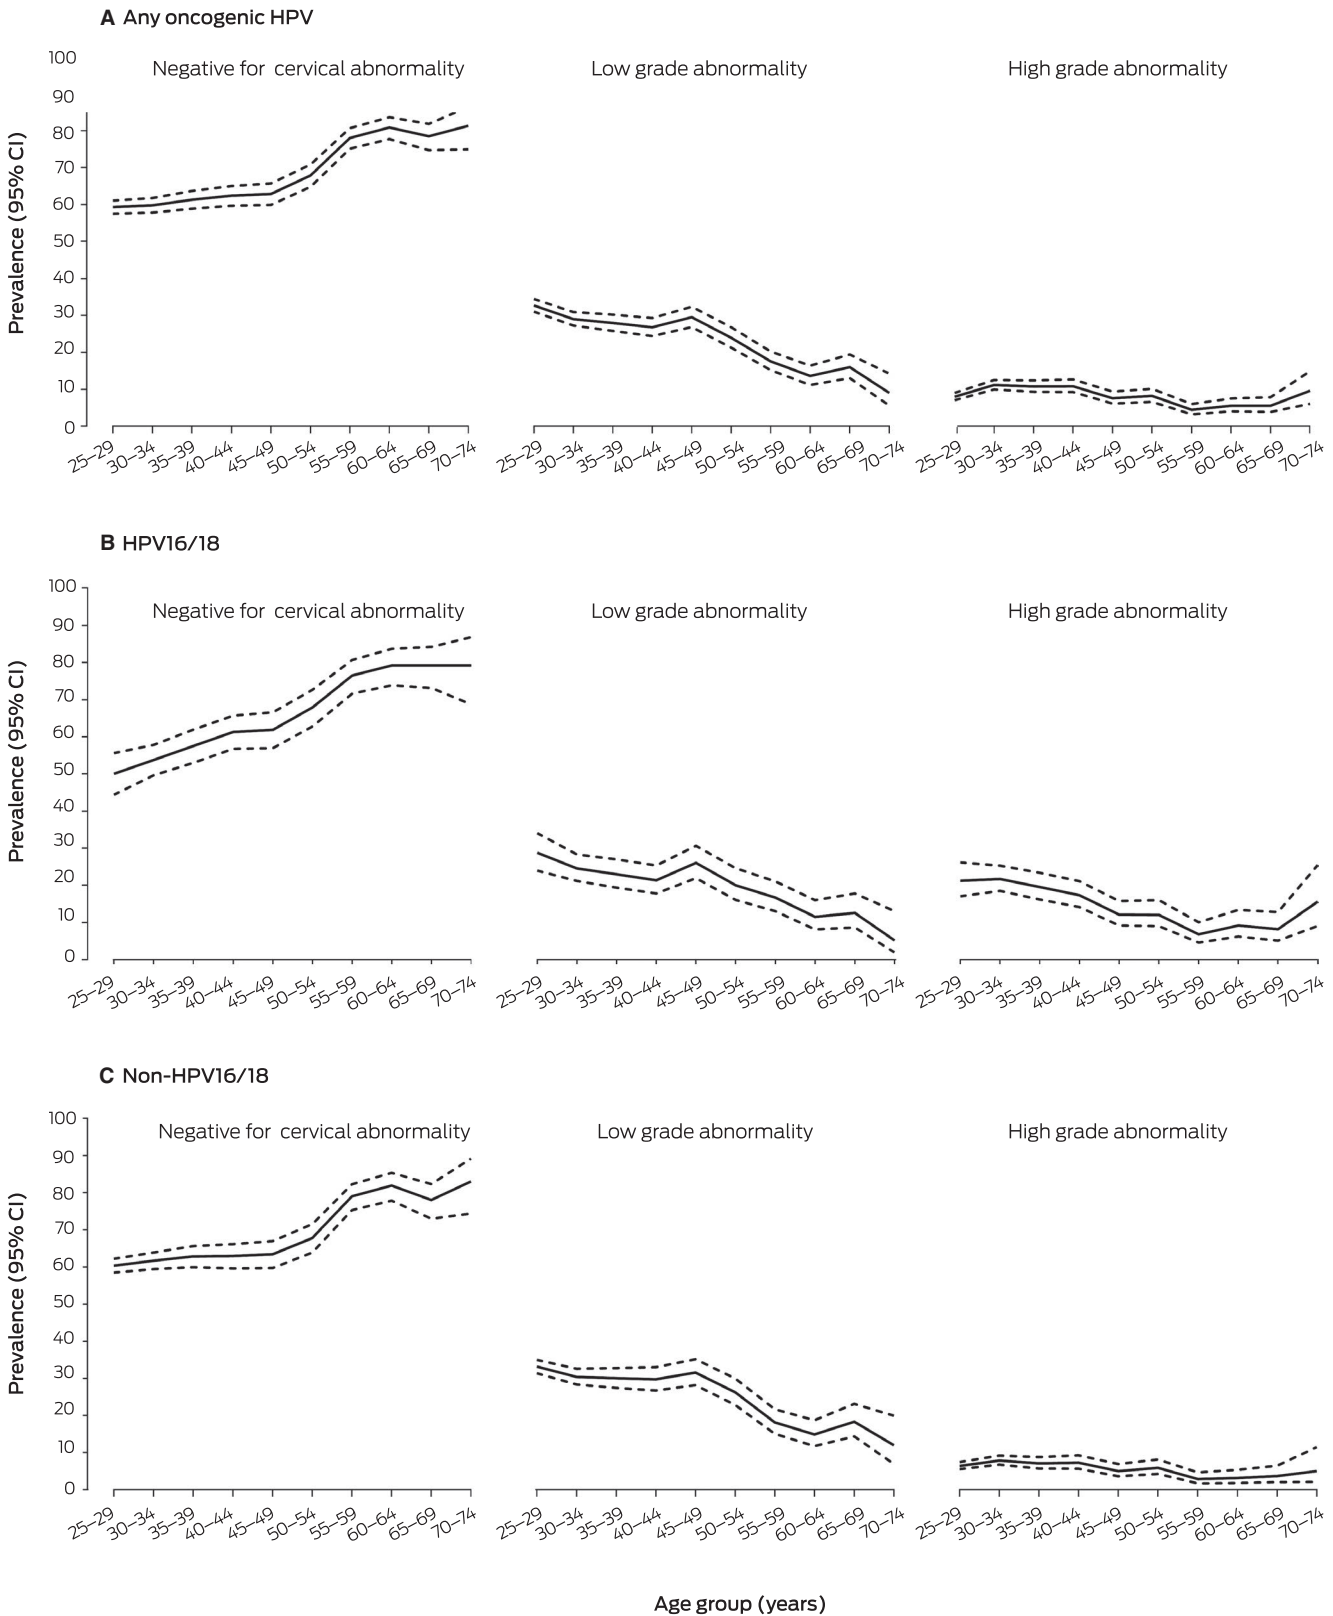 A Any oncogenic HPV
Negative for cervical abnormality
Low grade abnormality
High grade abnormality
Prevalence (95% CI)
100
90
80
70
60
50
40
30
20
10
0
25–29 30–34 35–39 40–44 45–49 50–54 55–59 60–64 65–69 70–74
25–29 30–34 35–39 40–44 45–49 50–54 55–59 60–64 65–69 70–74
25–29 30–34 35–39 40–44 45–49 50–54 55–59 60–64 65–69 70–74
B HPV16/18
Negative for cervical abnormality
Low grade abnormality
High grade abnormality
Prevalence (95% CI)
100
90
80
70
60
50
40
30
20
10
0
25–29 30–34 35–39 40–44 45–49 50–54 55–59 60–64 65–69 70–74
25–29 30–34 35–39 40–44 45–49 50–54 55–59 60–64 65–69 70–74
25–29 30–34 35–39 40–44 45–49 50–54 55–59 60–64 65–69 70–74
C Non-HPV16/18
Negative for cervical abnormality
Low grade abnormality
High grade abnormality
Prevalence (95% CI)
100
90
80
70
60
50
40
30
20
10
0
25–29 30–34 35–39 40–44 45–49 50–54 55–59 60–64 65–69 70–74
25–29 30–34 35–39 40–44 45–49 50–54 55–59 60–64 65–69 70–74
25–29 30–34 35–39 40–44 45–49 50–54 55–59 60–64 65–69 70–74
Age group (years)